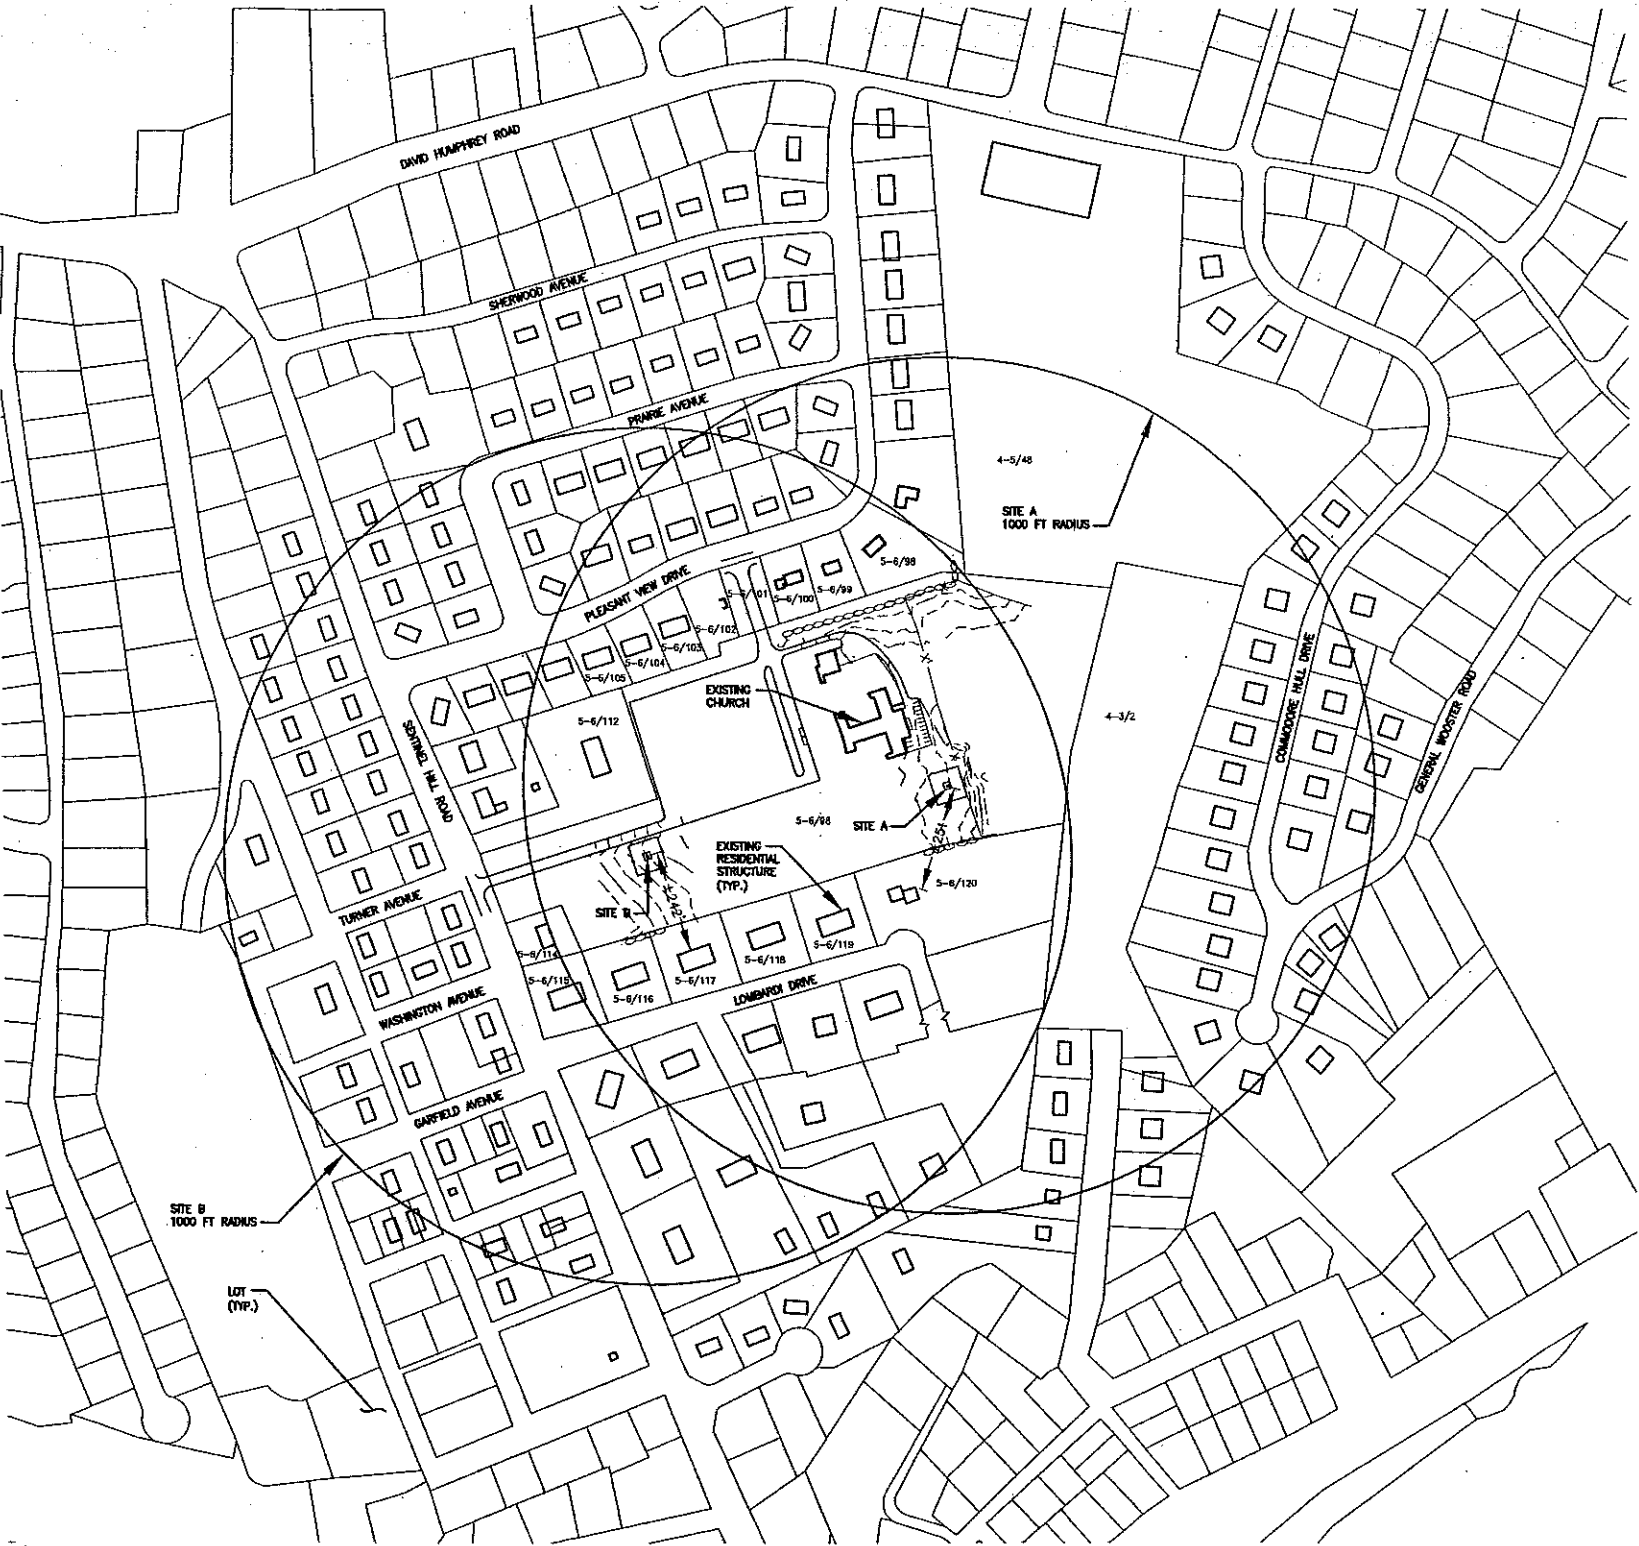 DAVID HUMPHREY ROAD
SHERWOOD AVENUE
PRAIRIE AVENUE
4-5/48
SITE A
1000 FT RADIUS
PLEASANT VIEW DRIVE
5-6/98
5-6/99
5-6/100
5-6/101
5-6/102
5-6/103
5-6/104
5-6/105
COMMODORE HULL DRIVE
GENERAL WOOSTER ROAD
EXISTING
CHURCH
5-6/112
4-3/2
SENTINEL HILL ROAD
5-6/98
SITE A
±251
EXISTING
RESIDENTIAL
STRUCTURE
(TYP.)
5-6/120
TURNER AVENUE
SITE B
±242
5-6/119
5-6/114
5-6/118
5-6/115
5-6/117
5-6/116
LOMBARDI DRIVE
WASHINGTON AVENUE
GARFIELD AVENUE
SITE B
1000 FT RADIUS
LOT
(TYP.)